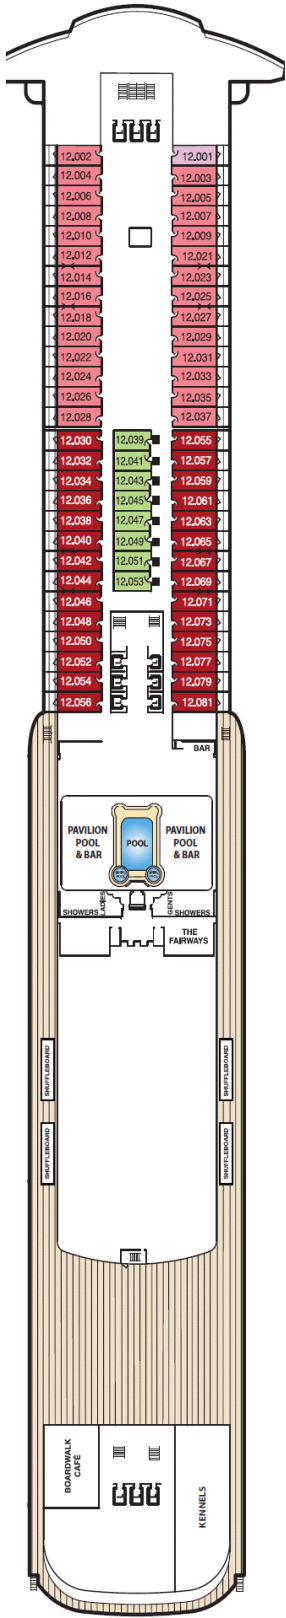 12.002 12.001
12.004 12.003
12.006 12.005
12.008 12.007
12.010 12.009
12.012 12.021
12.014 12.023
12.016 12.025
12.018 12.027
12.020 12.029
12.022 12.031
12.024 12.033
12.026 12.035
12.028 12.037
12.030 12.039 12.055
12.032 12.041 12.057
12.034 12.043 12.059
12.036 12.045 12.061
12.038 12.047 12.063
12.040 12.049 12.065
12.042 12.051 12.067
12.044 12.053 12.069
12.046 12.071
12.048 12.073
12.050 12.075
12.052 12.077
12.054 12.079
12.056 12.081
BAR
PAVILION
POOL
& BAR
POOL
PAVILION
POOL
& BAR
SHOWERS
LADIES
GENTS
SHOWERS
THE
FAIRWAYS
SHUFFLEBOARD
SHUFFLEBOARD
SHUFFLEBOARD
SHUFFLEBOARD
BOARDWALK
CAFÉ
KENNELS